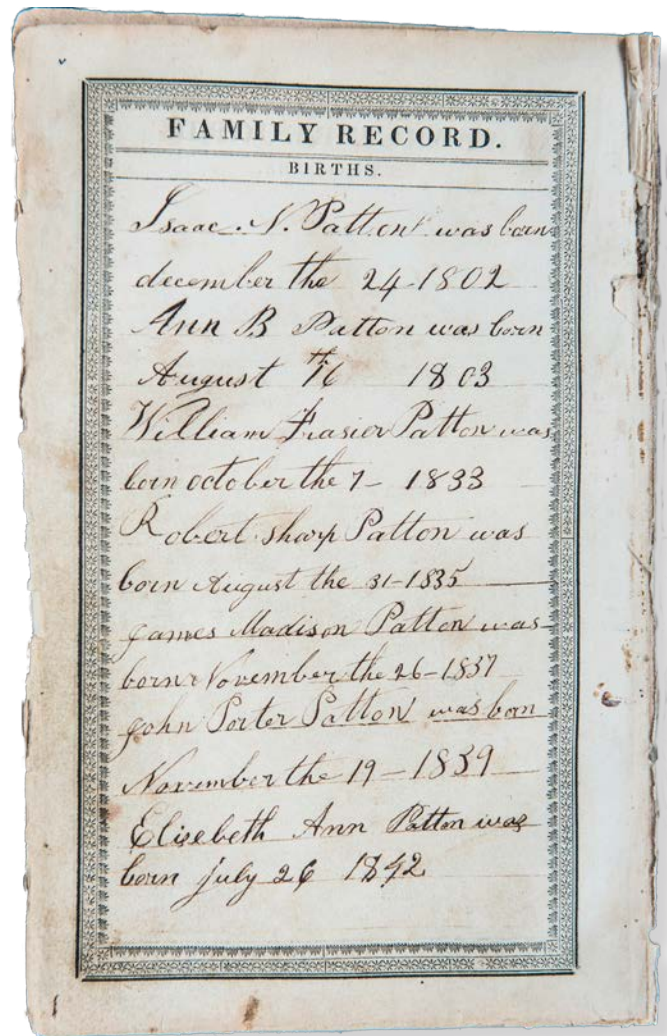 FAMILY RECORD.
BIRTHS.
Isaac. N. Patton was born
december the 24-1802
Ann B Patton was born
August 16th 1803
William Frasier Patton was
born october the 7- 1833
Robert sharp Patton was
born August the 31-1835
James Madison Patton was
born November the 26-1837
John Porter Patton was born
November the 19-1839
Elisebeth Ann Patton was
born july 26 1842